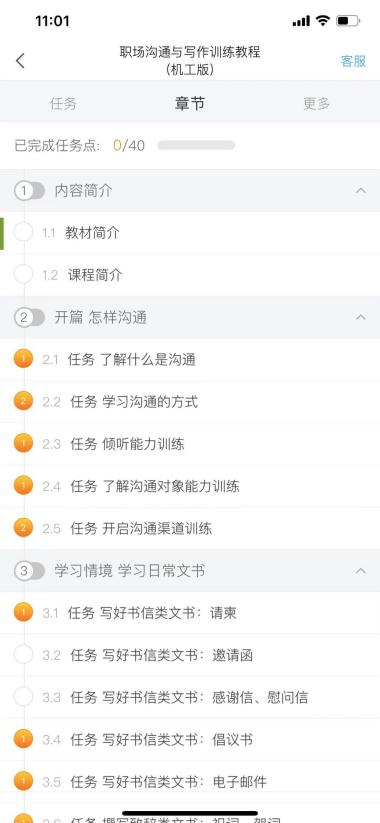 11:01
职场沟通与写作训练教程
(机工版)
客服
任务 章节 更多
已完成任务点: 0/40
1 内容简介
1.1 教材简介
1.2 课程简介
2 开篇 怎样沟通
1 2.1 任务 了解什么是沟通
2 2.2 任务 学习沟通的方式
1 2.3 任务 倾听能力训练
1 2.4 任务 了解沟通对象能力训练
2 2.5 任务 开启沟通渠道训练
3 学习情境 学习日常文书
1 3.1 任务 写好书信类文书：请柬
3.2 任务 写好书信类文书：邀请函
3.3 任务 写好书信类文书：感谢信、慰问信
1 3.4 任务 写好书信类文书：倡议书
1 3.5 任务 写好书信类文书：电子邮件
3.6 任务 撰写致辞类文书：祝词、贺词